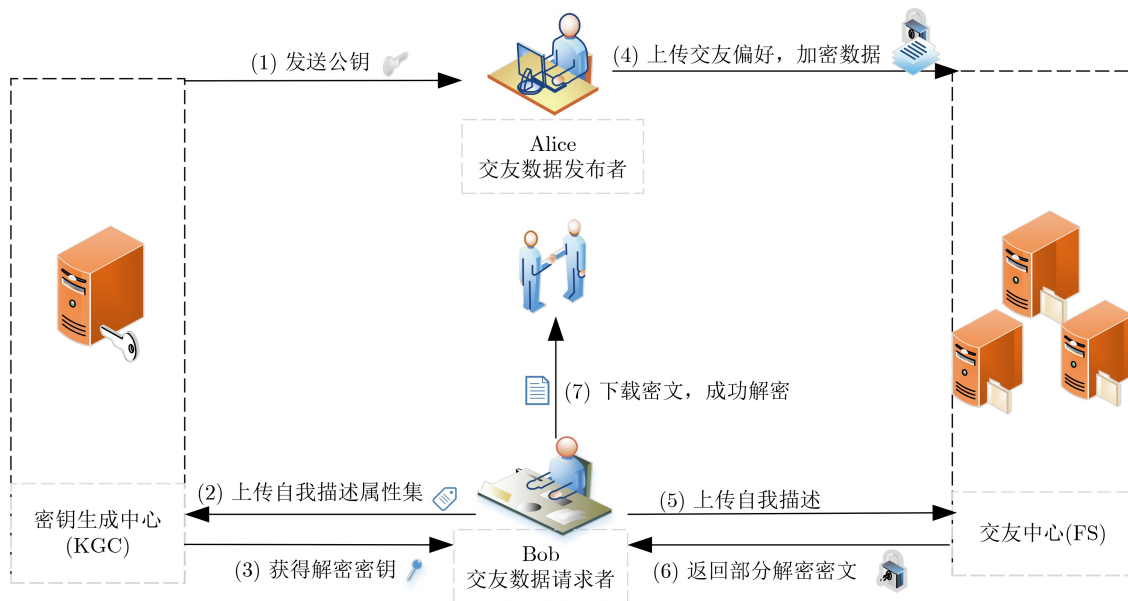 (1) 发送公钥
(4) 上传交友偏好，加密数据
Alice
交友数据发布者
(7) 下载密文，成功解密
(2) 上传自我描述属性集
(5) 上传自我描述
密钥生成中心
(KGC)
交友中心(FS)
Bob
交友数据请求者
(3) 获得解密密钥
(6) 返回部分解密密文